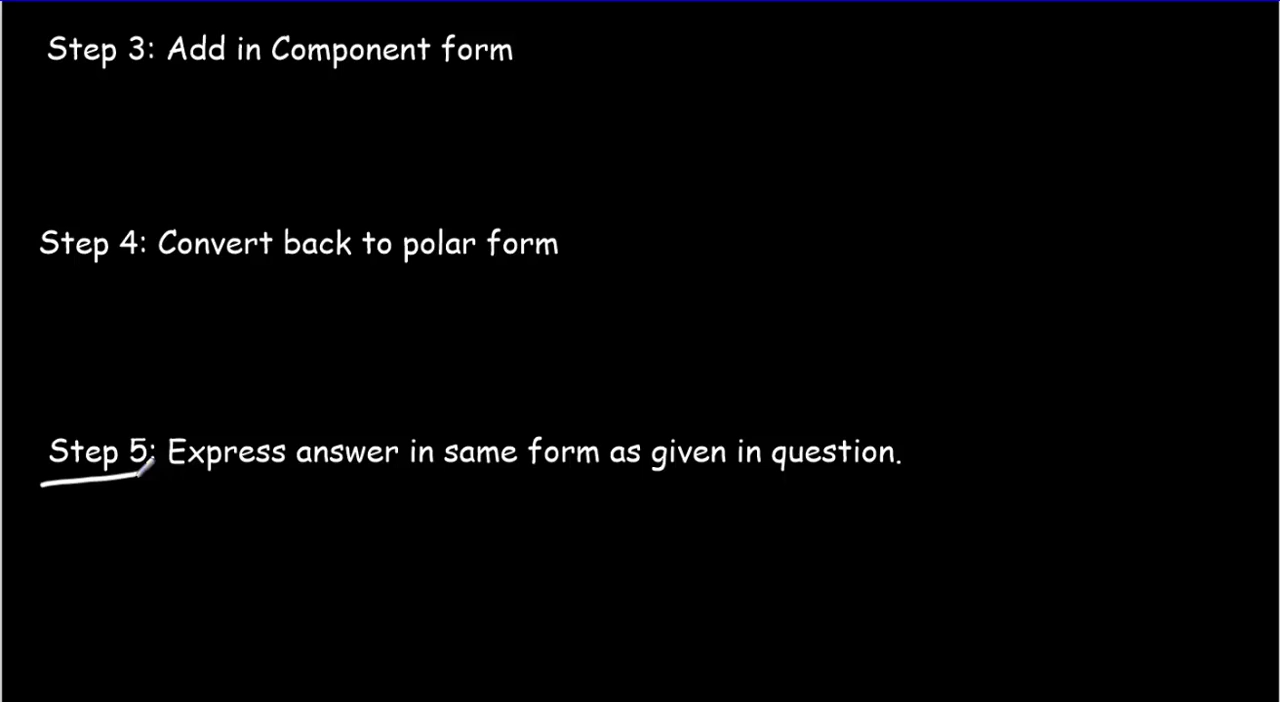 Step 3: Add in Component form
Step 4: Convert back to polar form
Step 5: Express answer in same form as given in question.